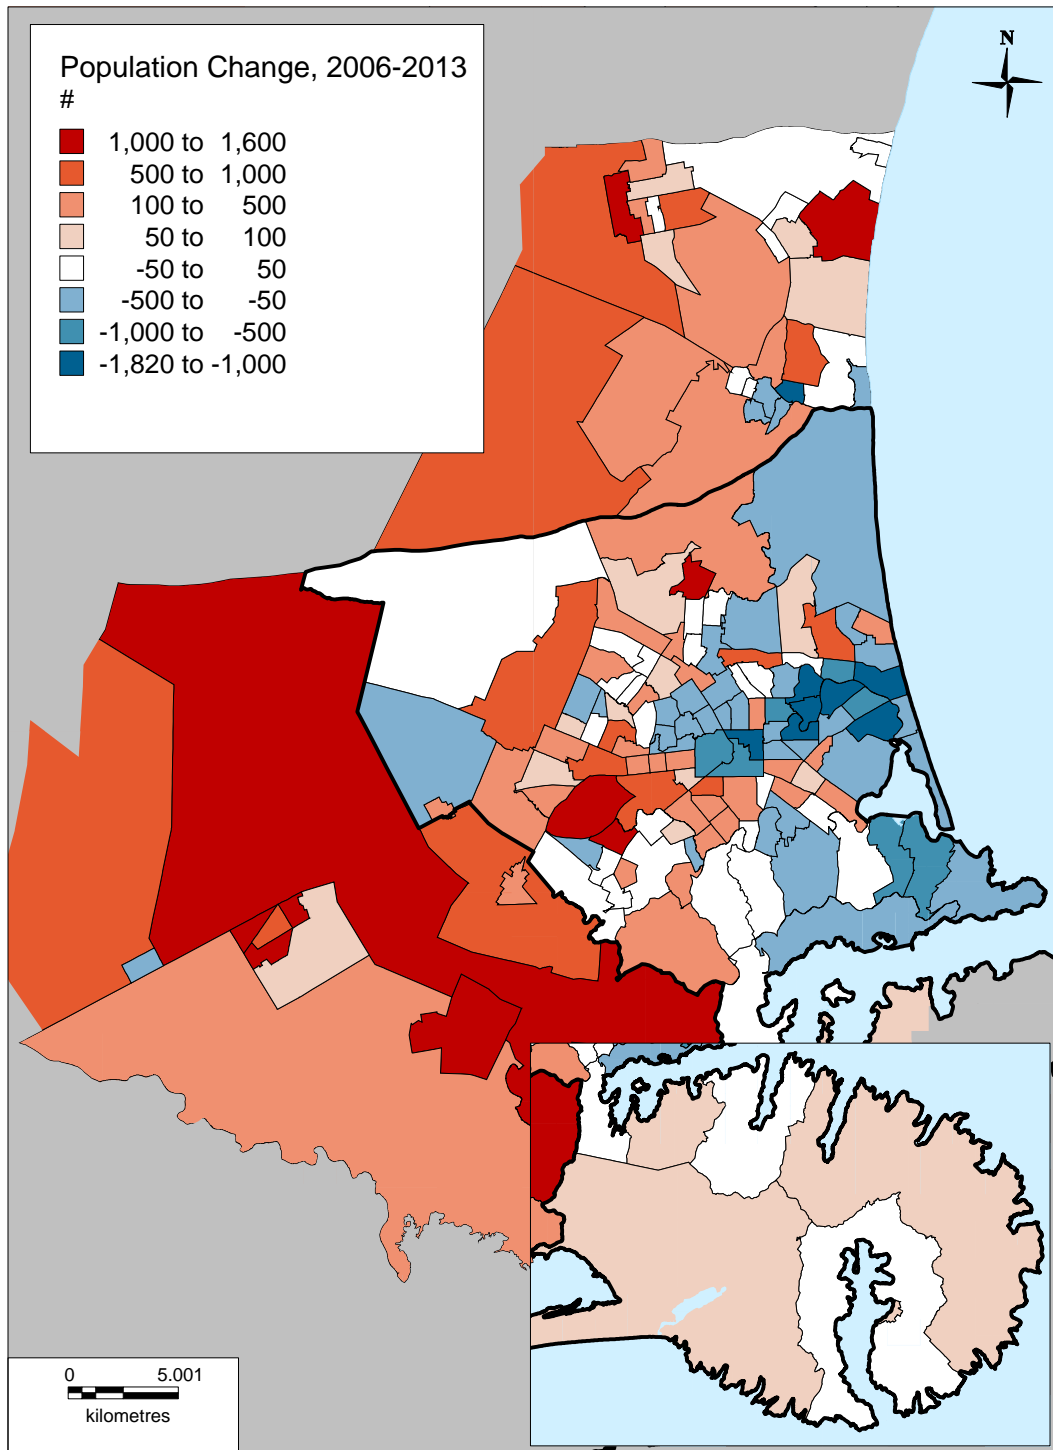 Population Change, 2006-2013
#
1,000 to 1,600
500 to 1,000
100 to 500
50 to 100
-50 to 50
-500 to -50
-1,000 to -500
-1,820 to -1,000
N
0 5.001
kilometres